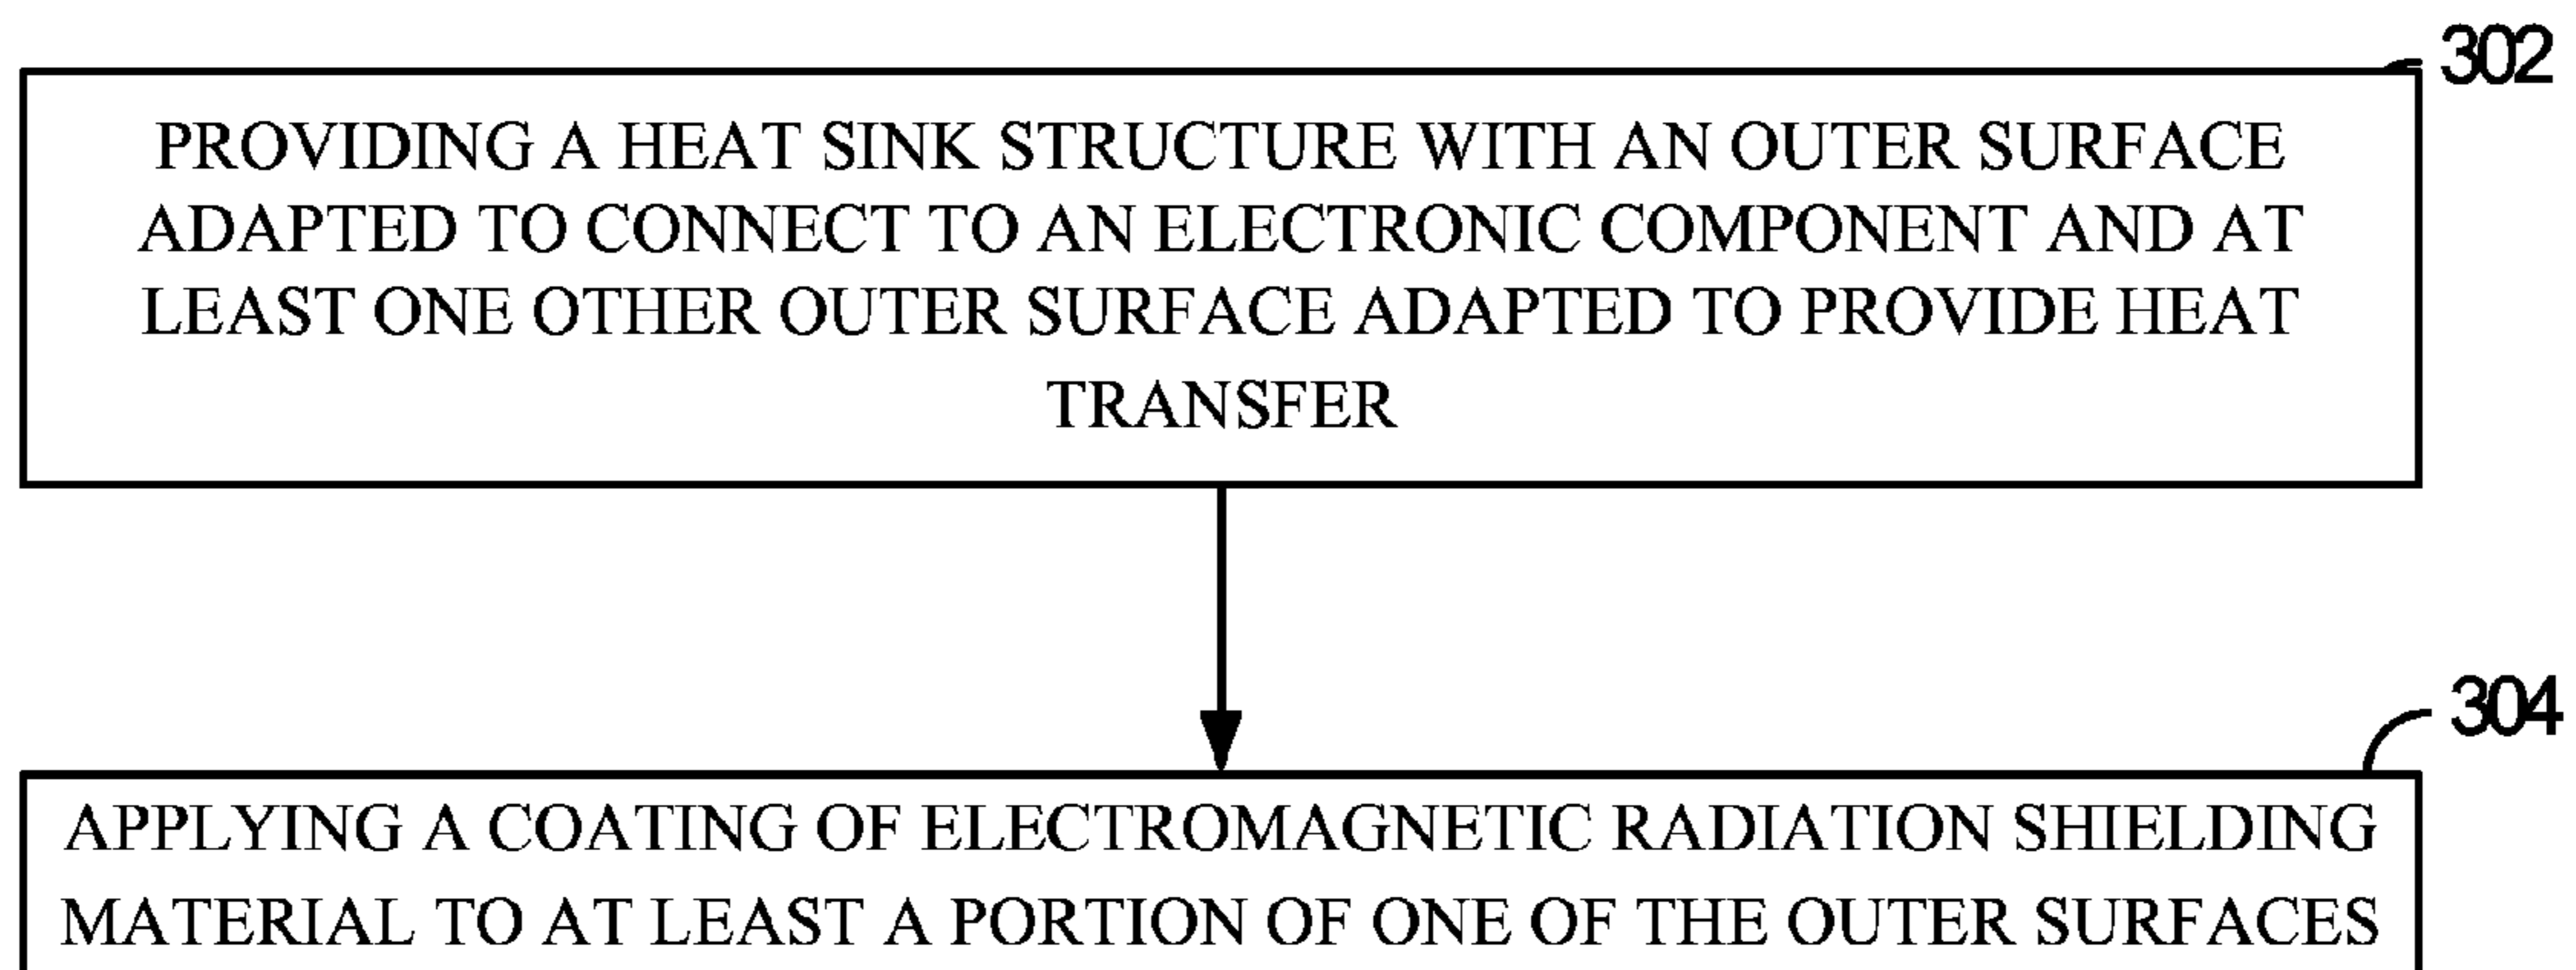 302
PROVIDING A HEAT SINK STRUCTURE WITH AN OUTER SURFACE
ADAPTED TO CONNECT TO AN ELECTRONIC COMPONENT AND AT
LEAST ONE OTHER OUTER SURFACE ADAPTED TO PROVIDE HEAT
TRANSFER
304
APPLYING A COATING OF ELECTROMAGNETIC RADIATION SHIELDING
MATERIAL TO AT LEAST A PORTION OF ONE OF THE OUTER SURFACES